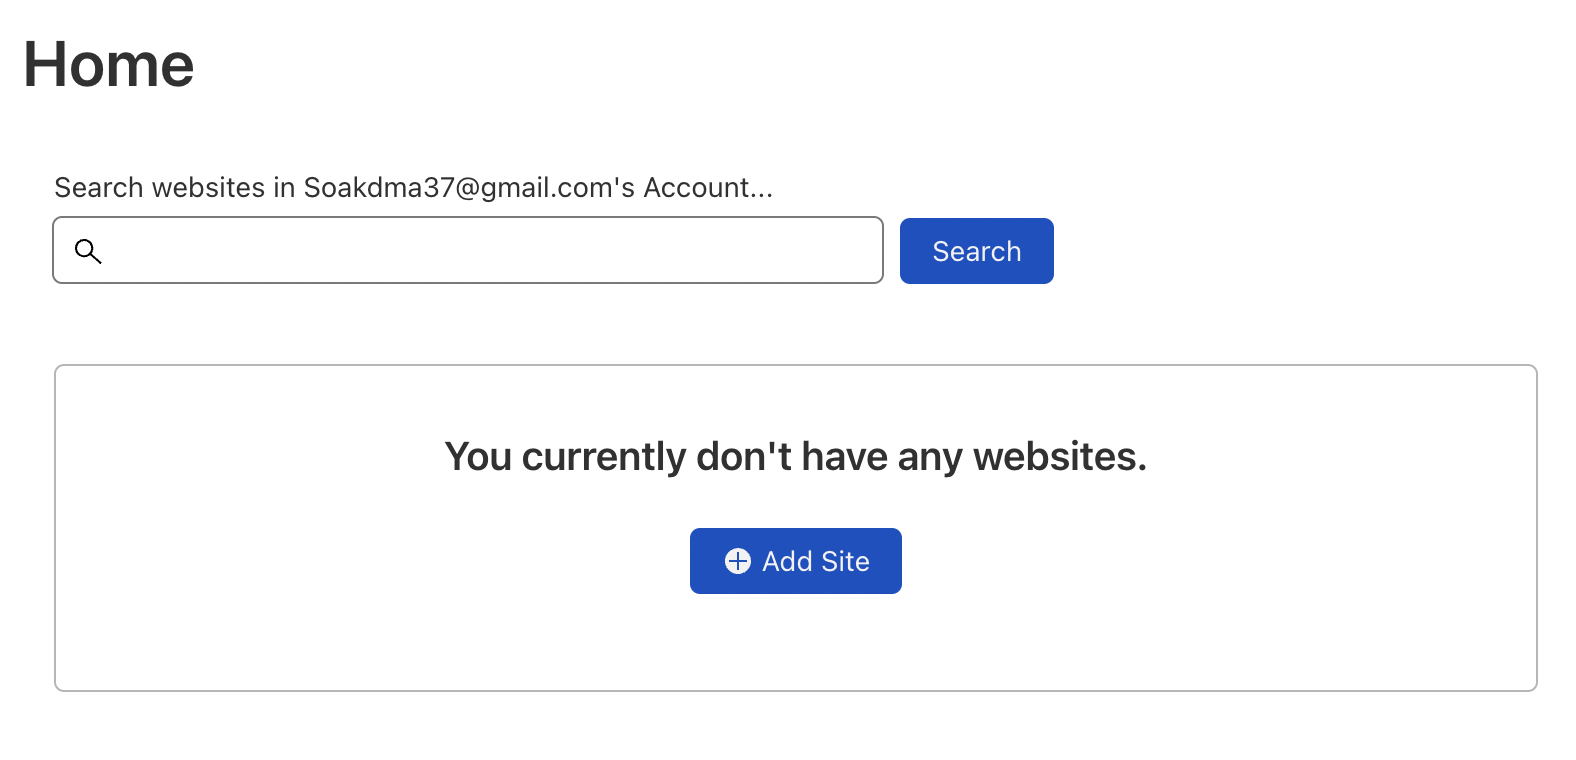 Home
Search websites in Soakdma37@gmail.com's Account...
Search
You currently don't have any websites.
Add Site